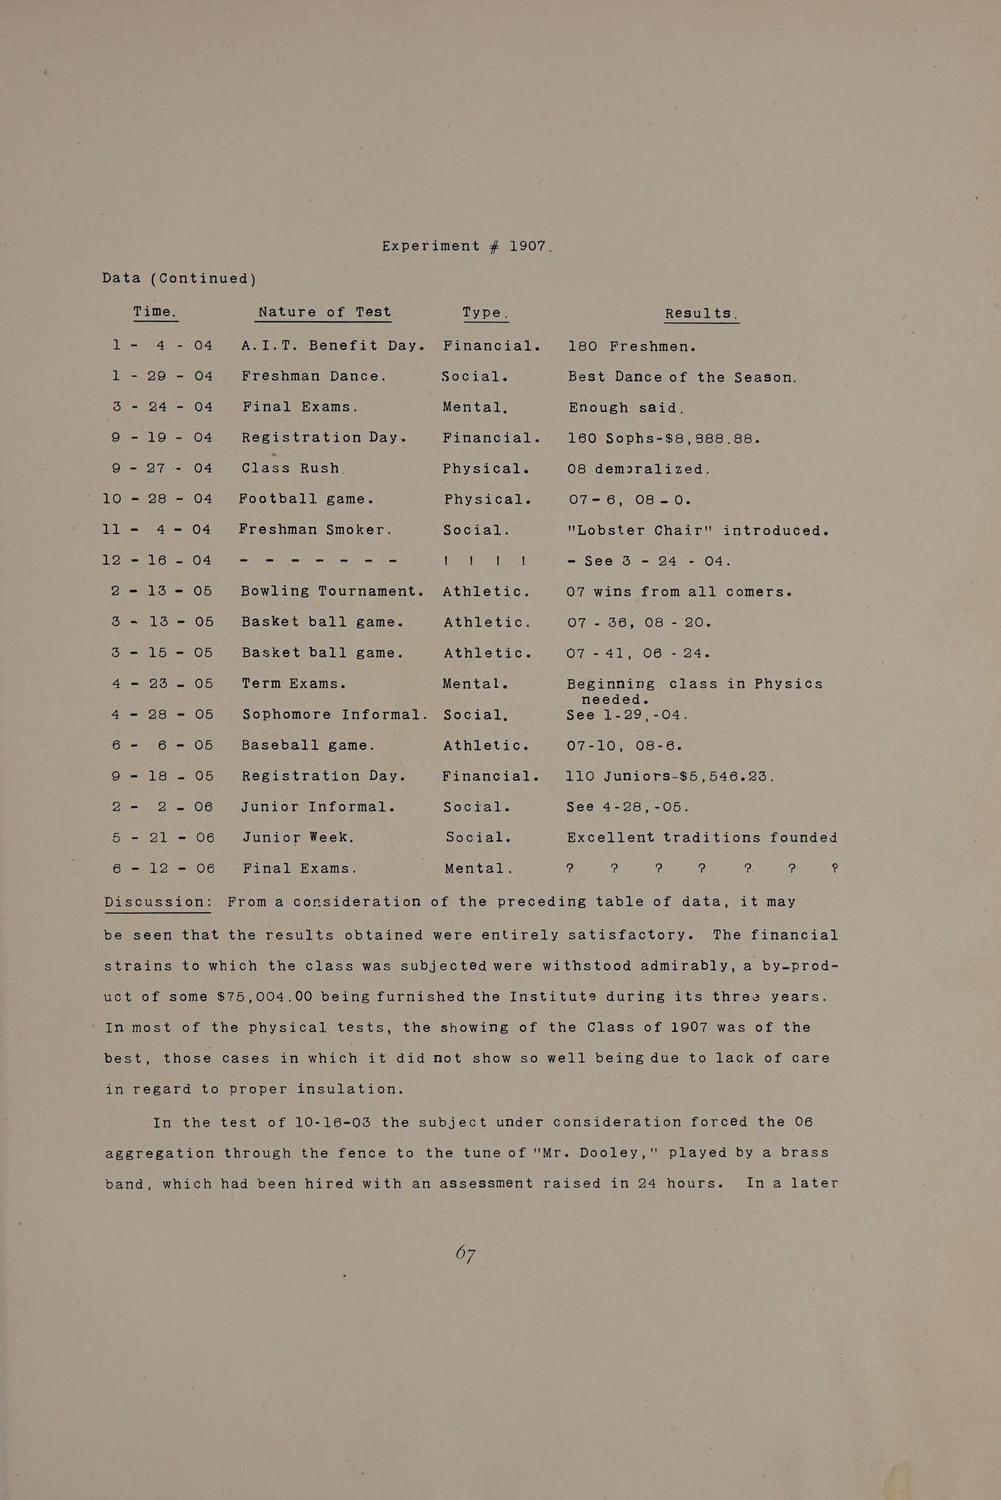 Experiment # 1907.
Data (Continued)
Time. Nature of Test. Type. Results.
1 - 4 - 04 A.I.T. Benefit Day. Financial. 180 Freshmen.
1 - 29 - 04 Freshman Dance. Social. Best Dance of the Season.
3 - 24 - 04 Final Exams. Mental. Enough said.
9 - 19 - 04 Registration Day. Financial. 160 Sophs-$8,888.88.
9 - 27 - 04 Class Rush. Physical. 08 demoralized.
10 - 28 - 04 Football game. Physical. 07 - 6, 08 - 0.
11 - 4 - 04 Freshman Smoker. Social. "Lobster Chair" introduced.
12 - 16 - 04 - - - - - - - ! ! ! ! - See 3 - 24 - 04.
2 - 13 - 05 Bowling Tournament. Athletic. 07 wins from all comers.
3 - 13 - 05 Basket ball game. Athletic. 07 - 36, 08 - 20.
3 - 15 - 05 Basket ball game. Athletic. 07 - 41, 06 - 24.
4 - 23 - 05 Term Exams. Mental. Beginning class in Physics
needed.
4 - 28 - 05 Sophomore Informal. Social. See 1-29,-04.
6 - 6 - 05 Baseball game. Athletic. 07-10, 08-6.
9 - 18 - 05 Registration Day. Financial. 110 Juniors-$5,546.23.
2 - 2 - 06 Junior Informal. Social. See 4-28,-05.
5 - 21 - 06 Junior Week. Social. Excellent traditions founded
6 - 12 - 06 Final Exams. Mental. ? ? ? ? ? ? ?
Discussion: From a consideration of the preceding table of data, it may
be seen that the results obtained were entirely satisfactory. The financial
strains to which the class was subjected were withstood admirably, a by-prod-
uct of some $75,004.00 being furnished the Institute during its three years.
In most of the physical tests, the showing of the Class of 1907 was of the
best, those cases in which it did not show so well being due to lack of care
in regard to proper insulation.
In the test of 10-16-03 the subject under consideration forced the 06
aggregation through the fence to the tune of "Mr. Dooley," played by a brass
band, which had been hired with an assessment raised in 24 hours. In a later
67